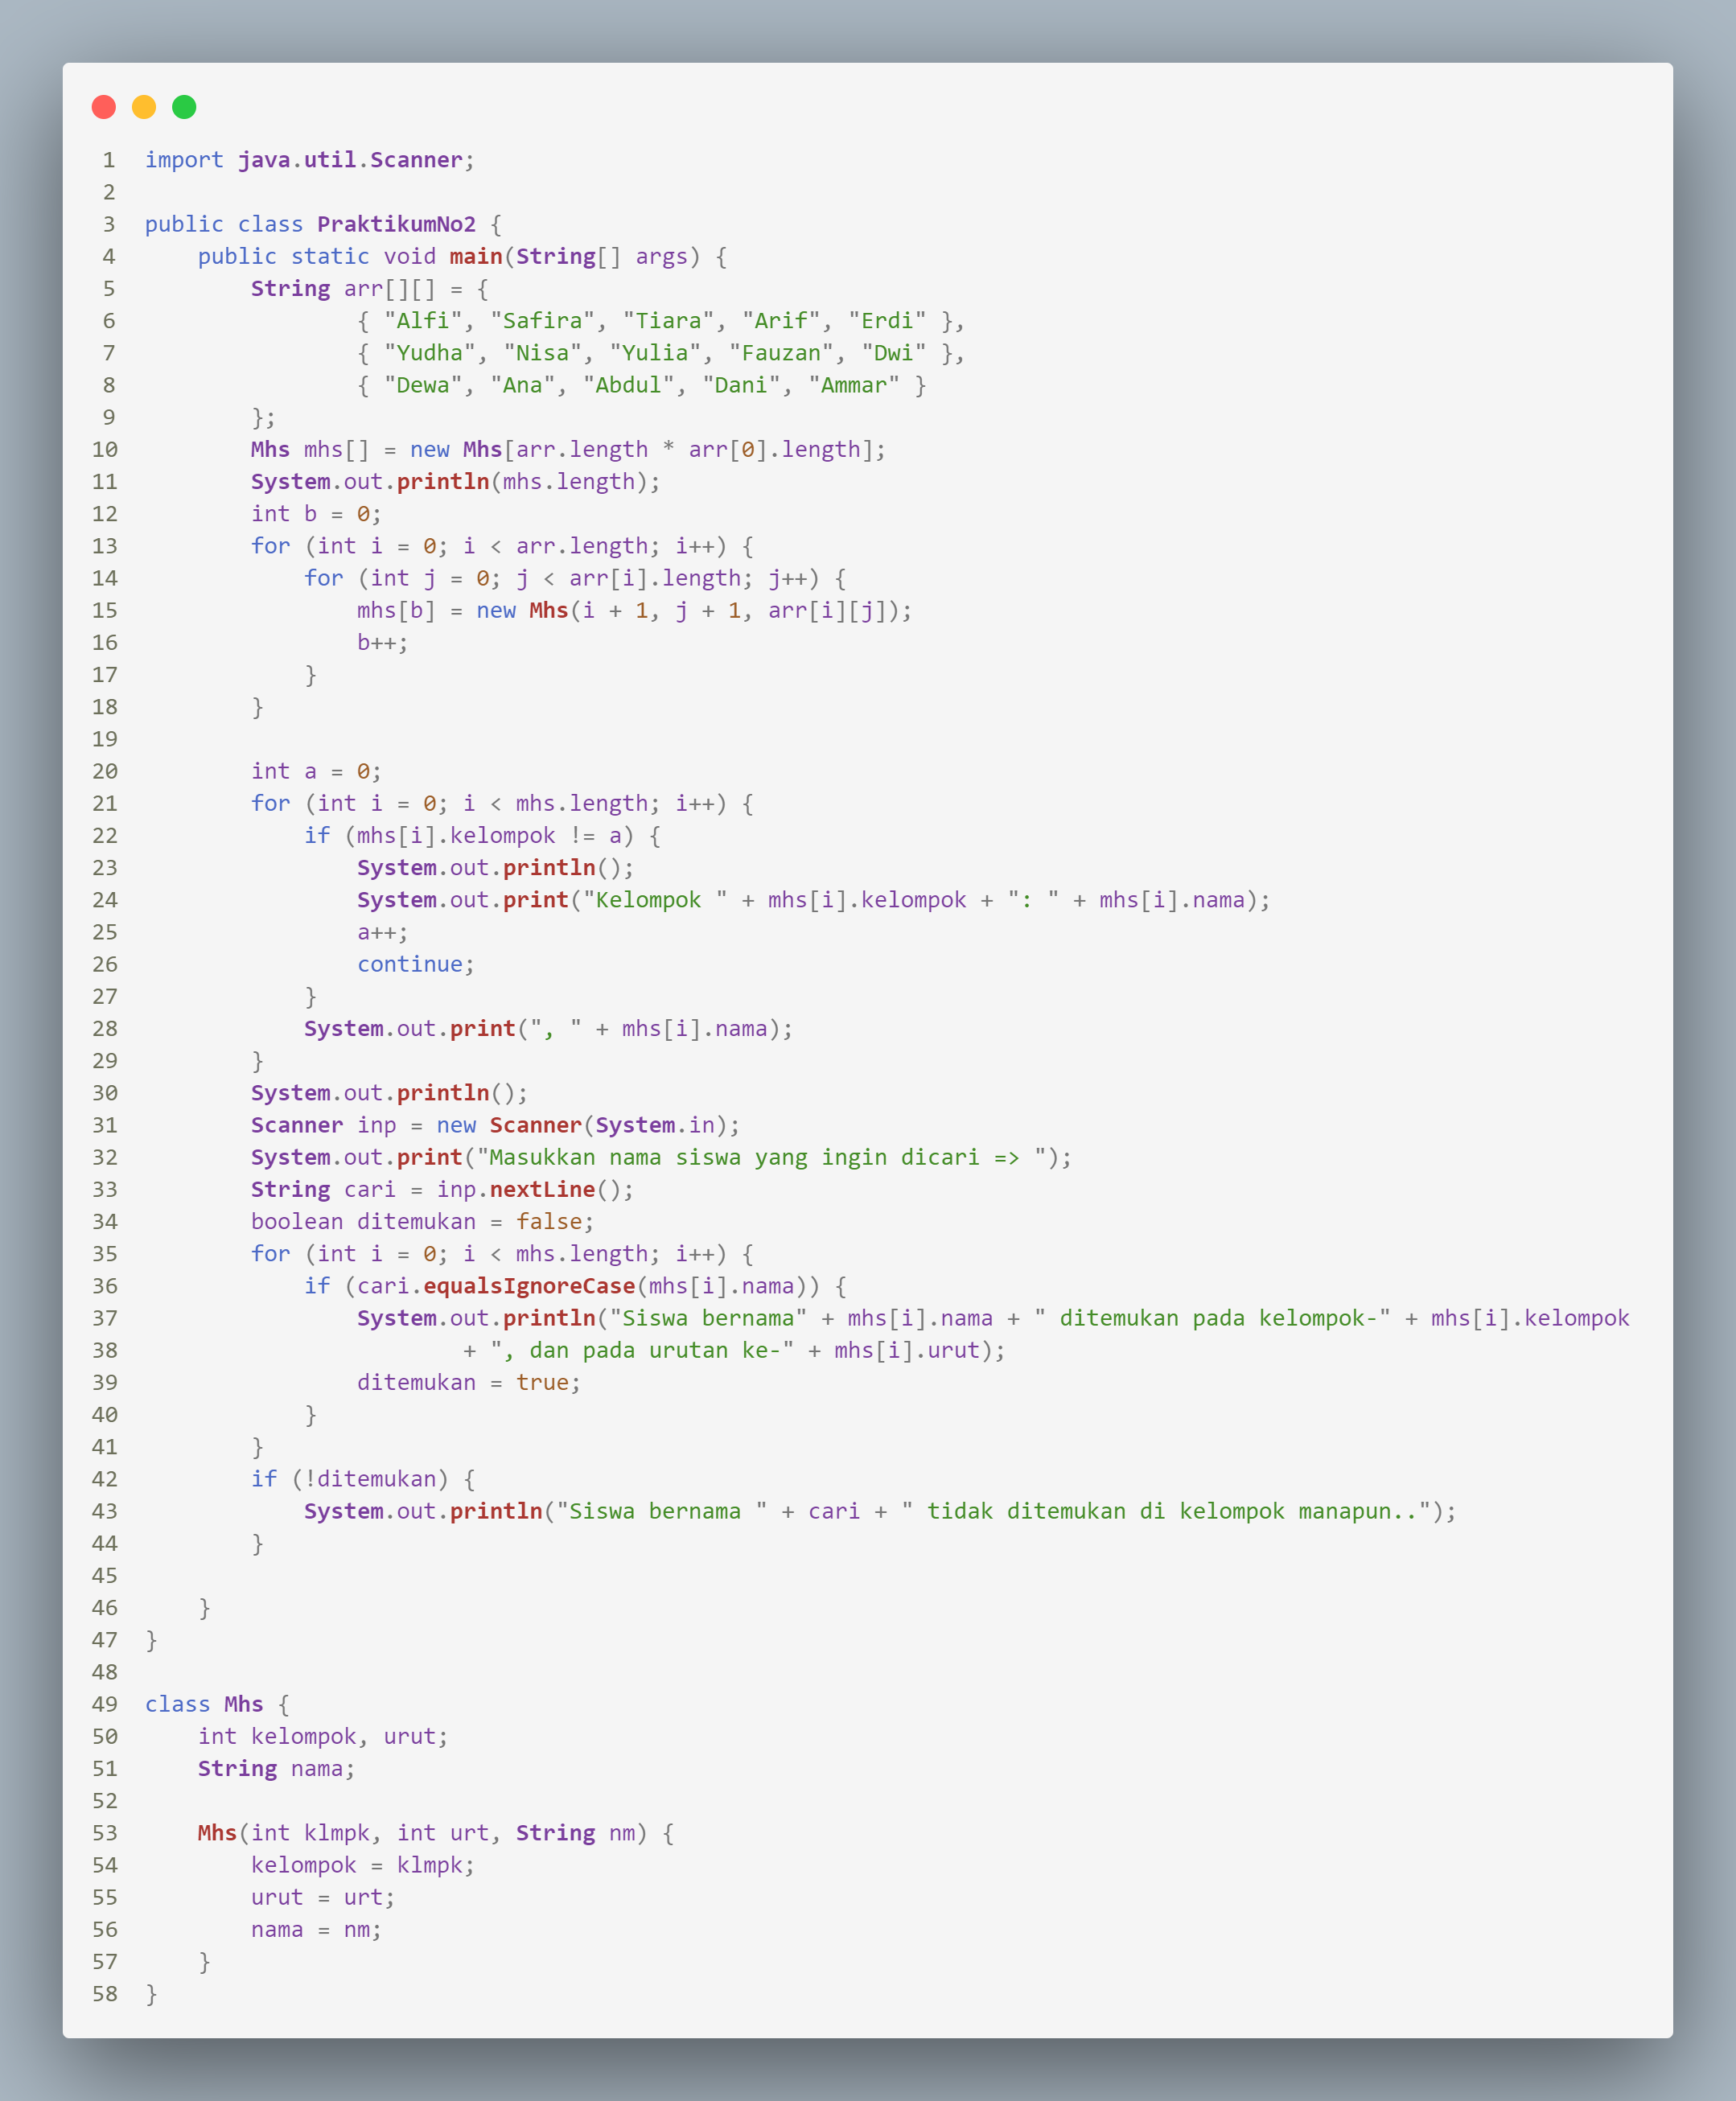 1 import java.util.Scanner;
2
3 public class PraktikumNo2 {
4     public static void main(String[] args) {
5         String arr[][] = {
6                 { "Alfi", "Safira", "Tiara", "Arif", "Erdi" },
7                 { "Yudha", "Nisa", "Yulia", "Fauzan", "Dwi" },
8                 { "Dewa", "Ana", "Abdul", "Dani", "Ammar" }
9         };
10         Mhs mhs[] = new Mhs[arr.length * arr[0].length];
11         System.out.println(mhs.length);
12         int b = 0;
13         for (int i = 0; i < arr.length; i++) {
14             for (int j = 0; j < arr[i].length; j++) {
15                 mhs[b] = new Mhs(i + 1, j + 1, arr[i][j]);
16                 b++;
17             }
18         }
19
20         int a = 0;
21         for (int i = 0; i < mhs.length; i++) {
22             if (mhs[i].kelompok != a) {
23                 System.out.println();
24                 System.out.print("Kelompok " + mhs[i].kelompok + ": " + mhs[i].nama);
25                 a++;
26                 continue;
27             }
28             System.out.print(", " + mhs[i].nama);
29         }
30         System.out.println();
31         Scanner inp = new Scanner(System.in);
32         System.out.print("Masukkan nama siswa yang ingin dicari => ");
33         String cari = inp.nextLine();
34         boolean ditemukan = false;
35         for (int i = 0; i < mhs.length; i++) {
36             if (cari.equalsIgnoreCase(mhs[i].nama)) {
37                 System.out.println("Siswa bernama" + mhs[i].nama + " ditemukan pada kelompok-" + mhs[i].kelompok
38                         + ", dan pada urutan ke-" + mhs[i].urut);
39                 ditemukan = true;
40             }
41         }
42         if (!ditemukan) {
43             System.out.println("Siswa bernama " + cari + " tidak ditemukan di kelompok manapun..");
44         }
45
46     }
47 }
48
49 class Mhs {
50     int kelompok, urut;
51     String nama;
52
53     Mhs(int klmpk, int urt, String nm) {
54         kelompok = klmpk;
55         urut = urt;
56         nama = nm;
57     }
58 }